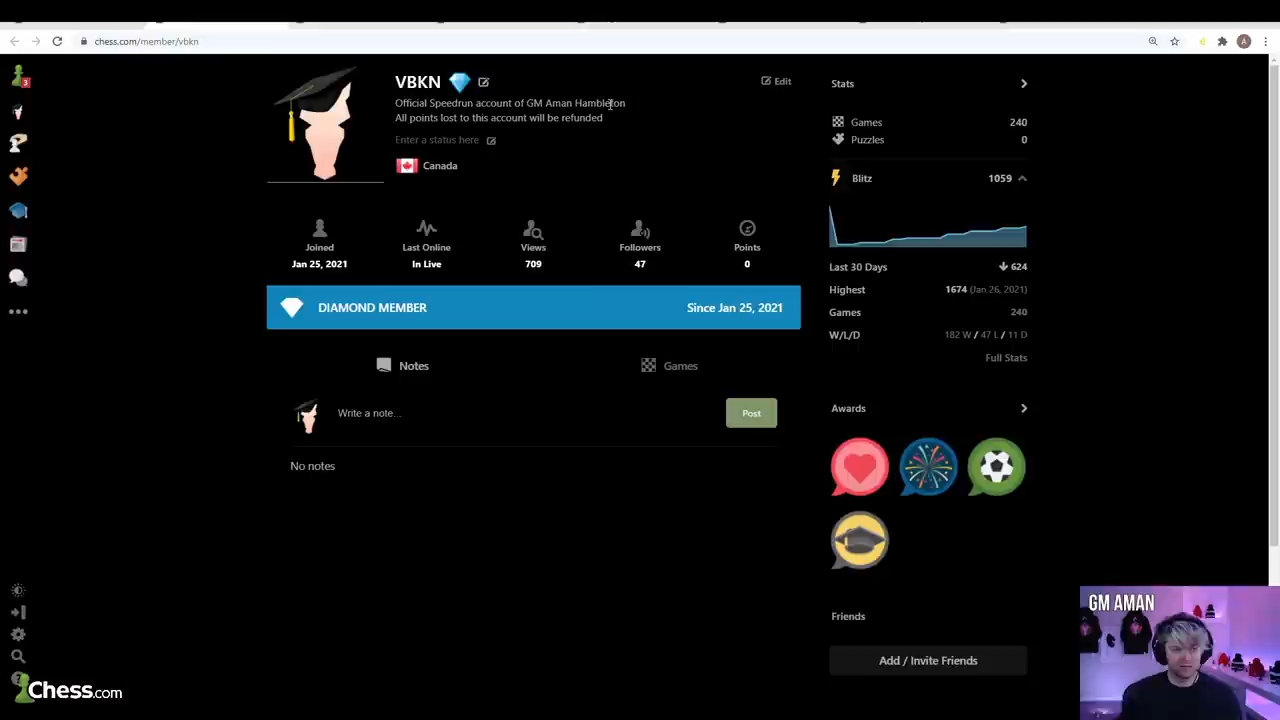 chess.com/member/vbkn
A
3
VBKN
Edit
Official Speedrun account of GM Aman Hambleton
All points lost to this account will be refunded
Enter a status here
Canada
Joined
Last Online
Views
Followers
Points
Jan 25, 2021
In Live
709
47
0
DIAMOND MEMBER
Since Jan 25, 2021
Notes
Games
Write a note...
Post
No notes
Stats
Games 240
Puzzles 0
Blitz 1059
Last 30 Days 624
Highest 1674 (Jan 26, 2021)
Games 240
W/L/D 182 W / 47 L / 11 D
Full Stats
Awards
Friends
Add / Invite Friends
GM AMAN
Chess.com